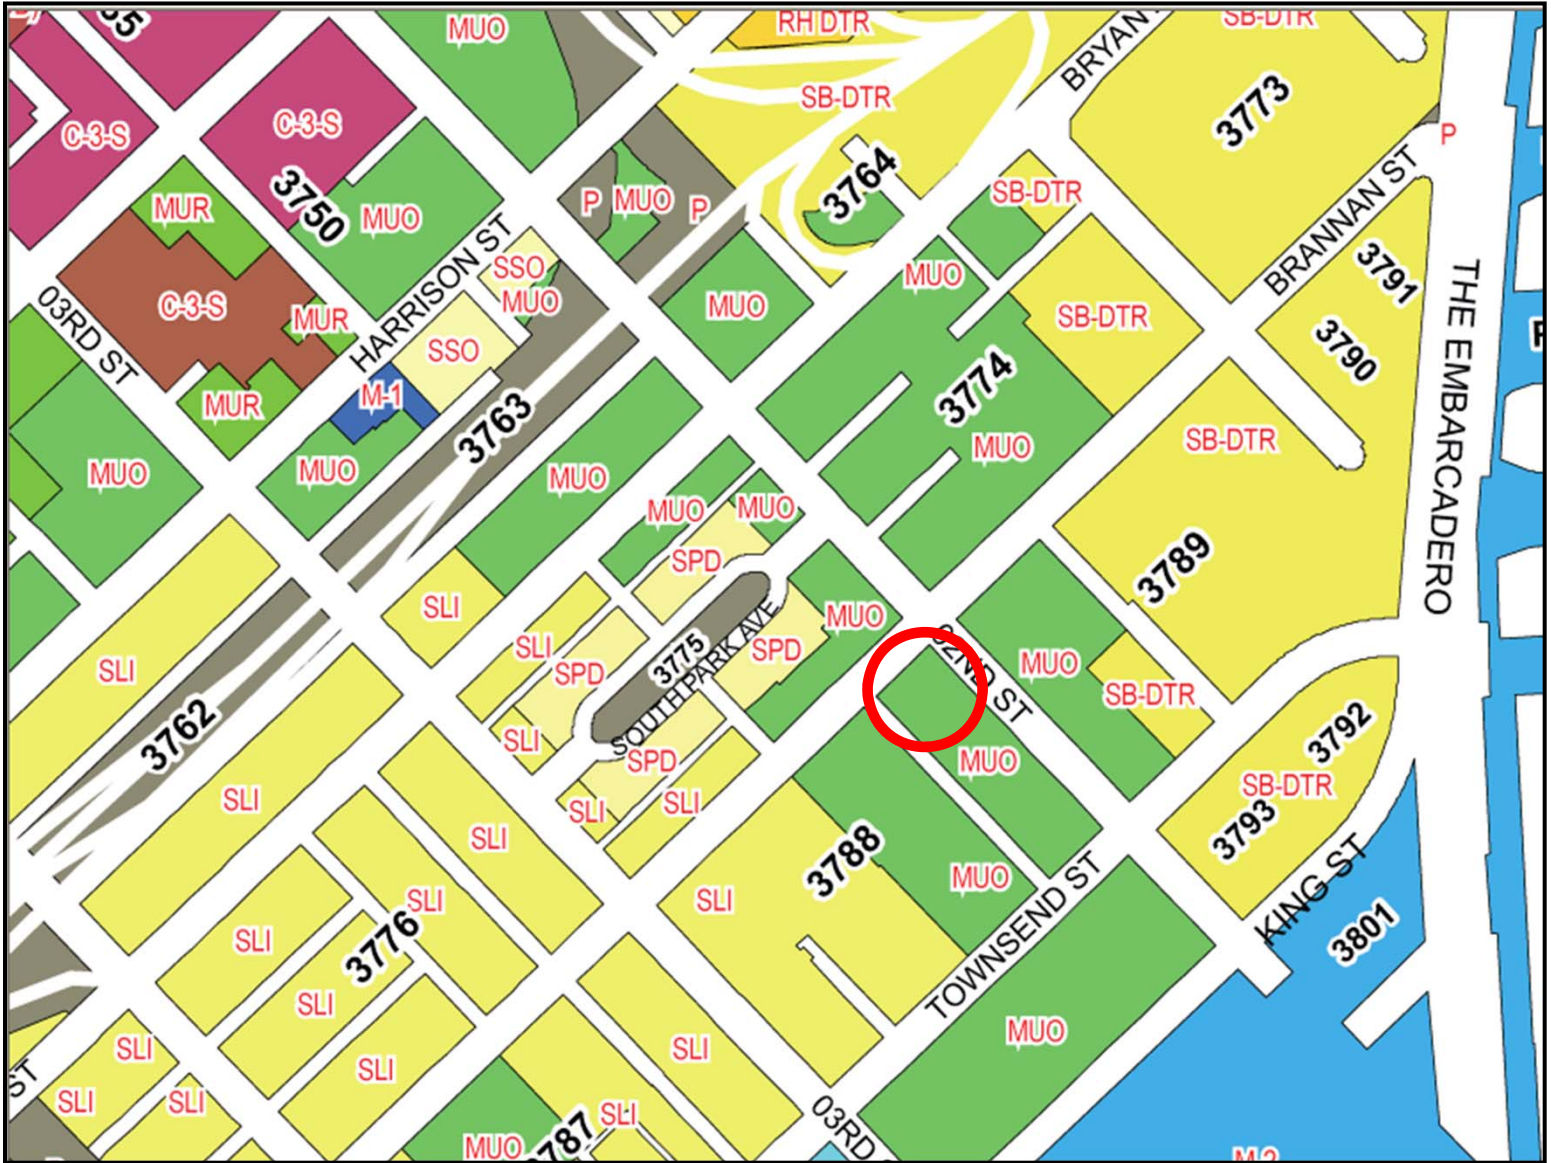 MUO
RH DTR
SB-DTR
BRYAN
SB-DTR
3773
C-3-S
C-3-S
3764
P
MUR
3750
MUO
P
MUO
P
SB-DTR
BRANNAN ST
HARRISON ST
SSO
MUO
MUO
MUO
C-3-S
MUR
SB-DTR
3791
THE EMBARCADERO
03RD ST
SSO
3790
M-1
MUR
3763
3774
MUO
SB-DTR
MUO
MUO
MUO
MUO
MUO
SPD
3789
SLI
MUO
SLI
SPD
3775
SOUTH PARK AVE
SPD
02ND ST
MUO
SB-DTR
SLI
3762
SLI
SPD
MUO
3792
SB-DTR
3793
SLI
SLI
SLI
SLI
3788
MUO
TOWNSEND ST
KING ST
SLI
SLI
3776
SLI
3801
SLI
MUO
SLI
SLI
SLI
ST
SLI
SLI
SLI
03RD
MUO
3787
M-2